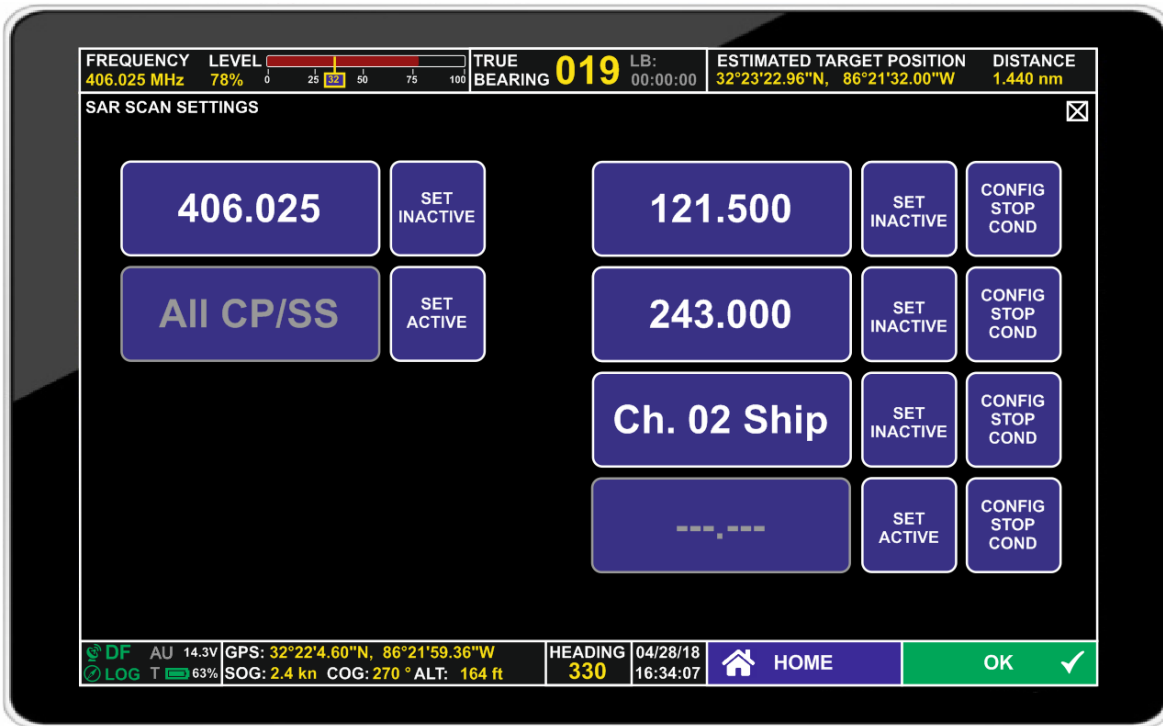 FREQUENCY LEVEL TRUE BEARING 019 LB: 00:00:00 ESTIMATED TARGET POSITION DISTANCE
406.025 MHz 78% 0 25 32 50 75 100 32°23'22.96"N, 86°21'32.00"W 1.440 nm
SAR SCAN SETTINGS
406.025
SET
INACTIVE
121.500
SET
INACTIVE
CONFIG
STOP
COND
All CP/SS
SET
ACTIVE
243.000
SET
INACTIVE
CONFIG
STOP
COND
Ch. 02 Ship
SET
INACTIVE
CONFIG
STOP
COND
---.---
SET
ACTIVE
CONFIG
STOP
COND
DF AU 14.3V GPS: 32°22'4.60"N, 86°21'59.36"W HEADING 04/28/18
LOG T 63% SOG: 2.4 kn COG: 270 ° ALT: 164 ft 330 16:34:07
HOME
OK